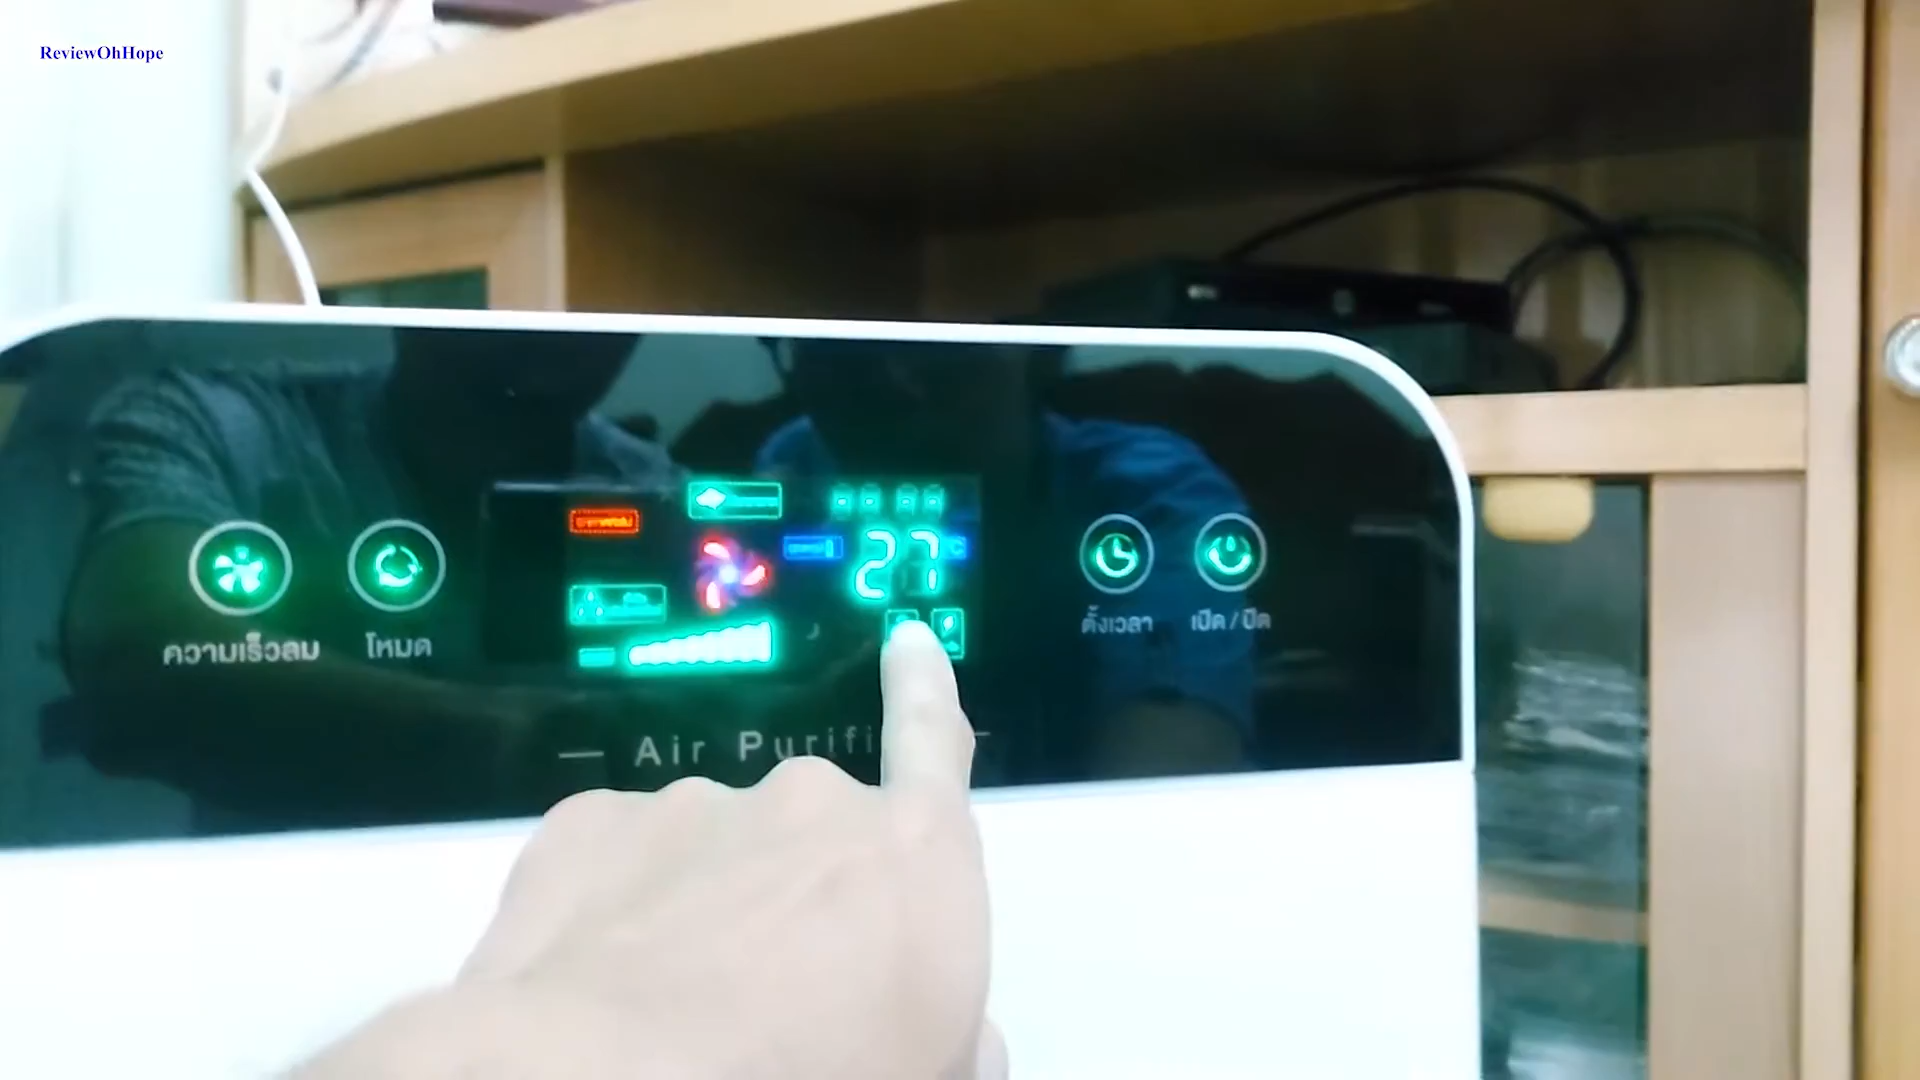 ReviewOhHope
27
ความเร็วลม
โหมด
ตั้งเวลา
เปิด / ปิด
— Air Purifi